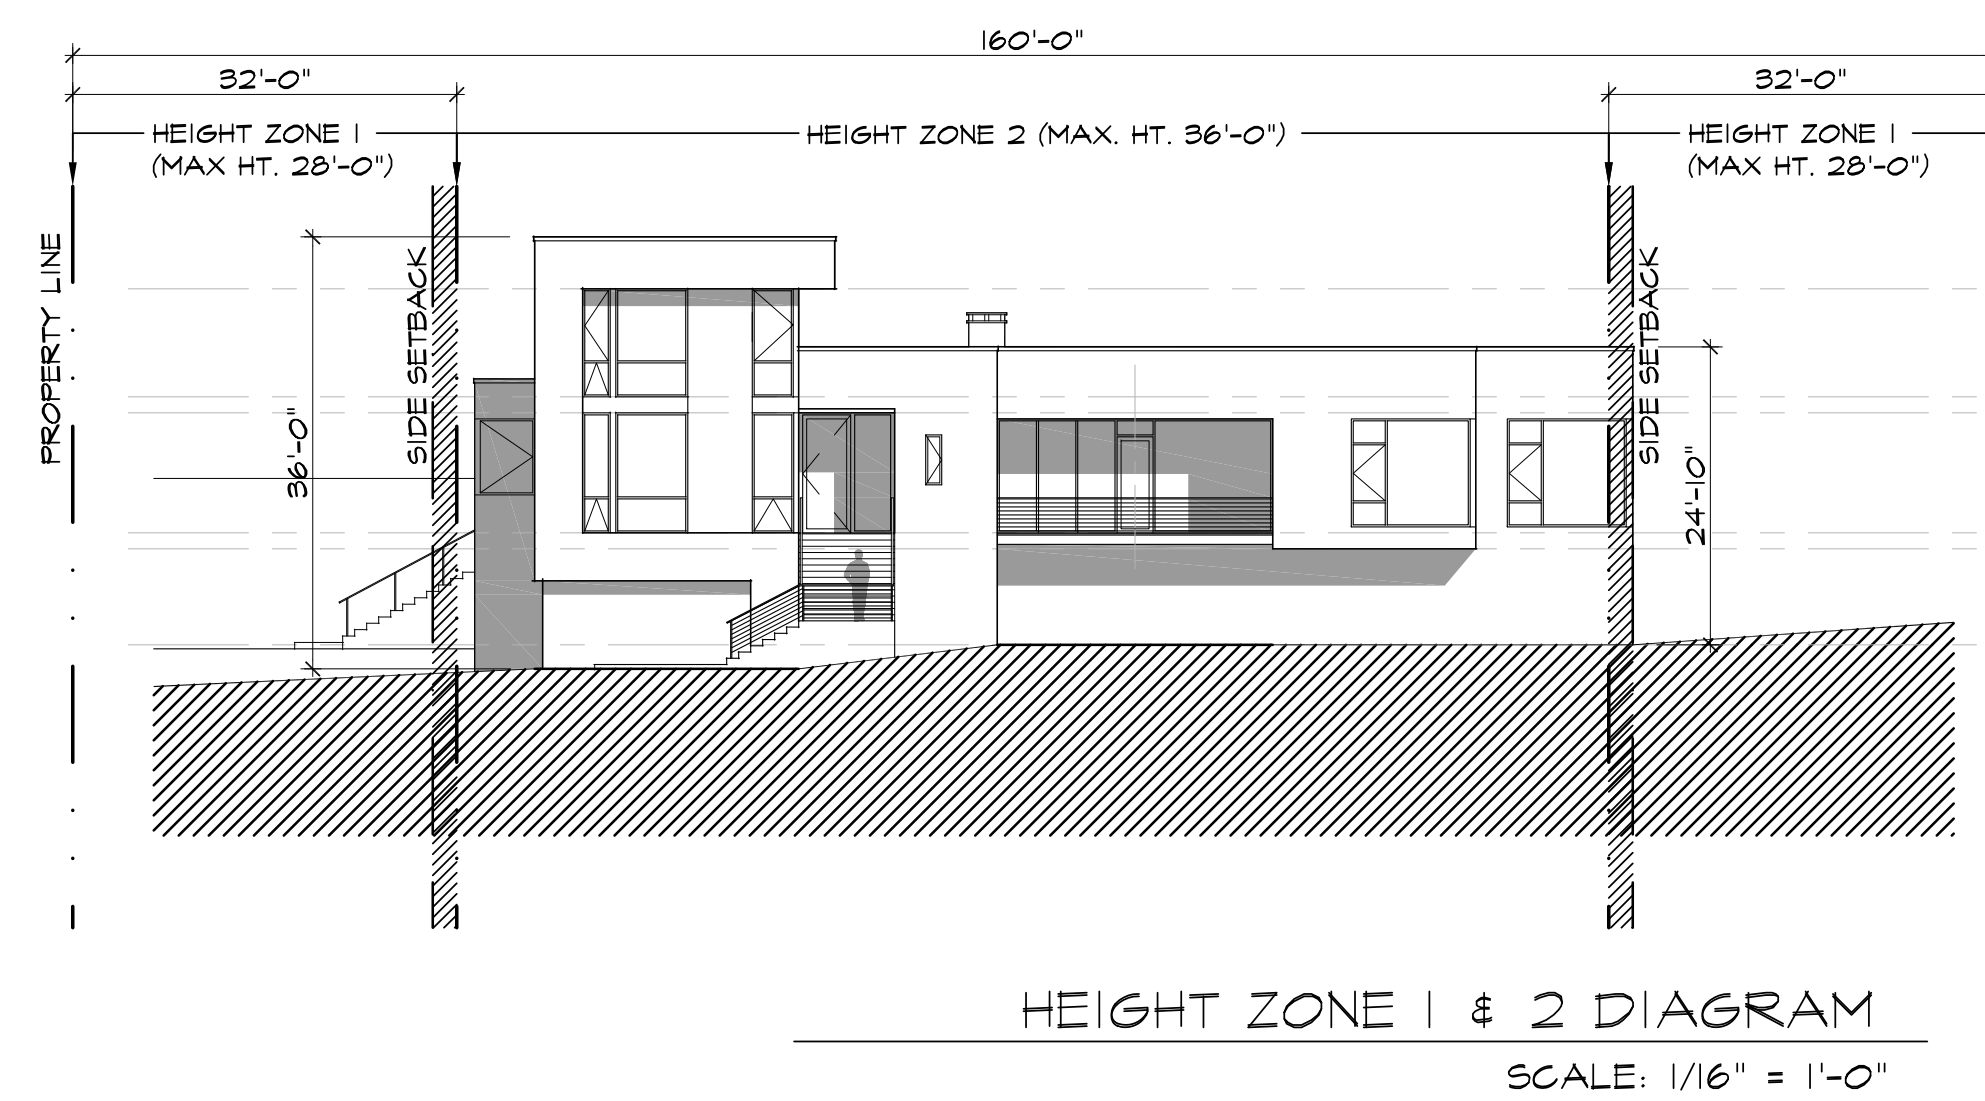 160'-0"
32'-0"
32'-0"
HEIGHT ZONE 1
(MAX HT. 28'-0")
HEIGHT ZONE 2 (MAX. HT. 36'-0")
HEIGHT ZONE 1
(MAX HT. 28'-0")
PROPERTY LINE
SIDE SETBACK
36'-0"
SIDE SETBACK
24'-10"
HEIGHT ZONE 1 & 2 DIAGRAM
SCALE: 1/16" = 1'-0"